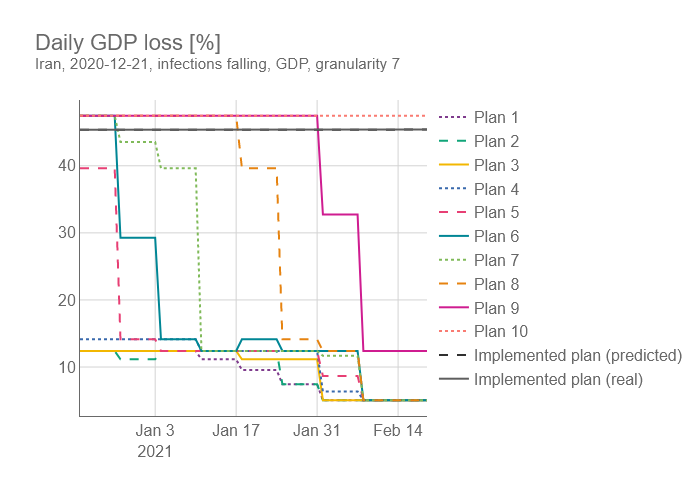 Daily GDP loss [%]
Iran, 2020-12-21, infections falling, GDP, granularity 7
40
30
20
10
Jan 3
2021
Jan 17
Jan 31
Feb 14
Plan 1
Plan 2
Plan 3
Plan 4
Plan 5
Plan 6
Plan 7
Plan 8
Plan 9
Plan 10
Implemented plan (predicted)
Implemented plan (real)